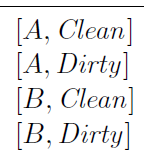 [A, Clean]
[A, Dirty]
[B, Clean]
[B, Dirty]